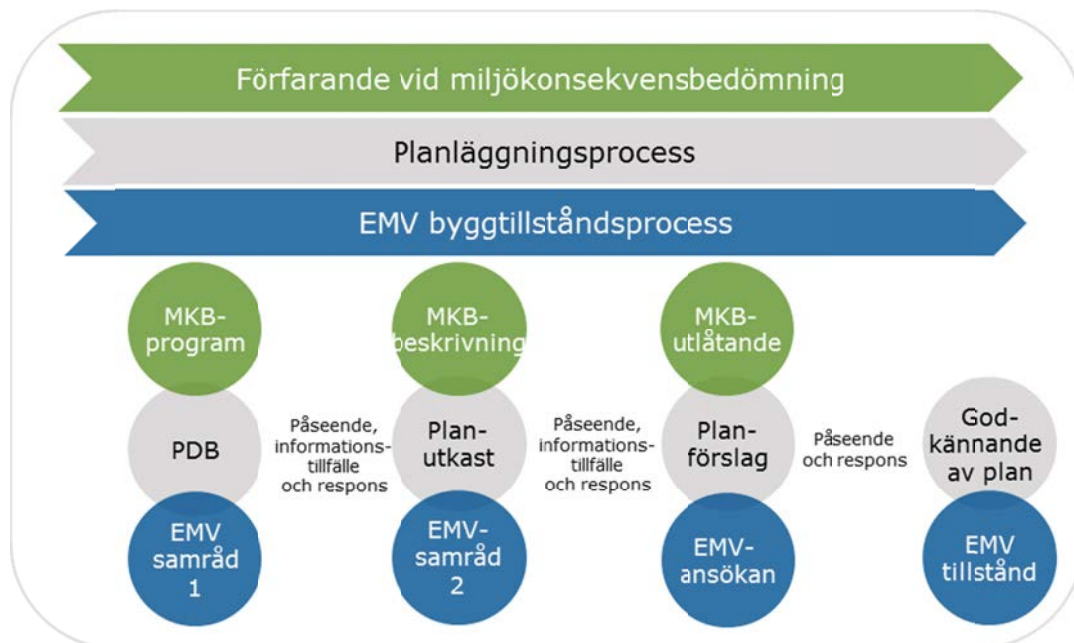 Förfarande vid miljökonsekvensbedömning
Planläggningsprocess
EMV byggtillståndsprocess
MKB-
program
MKB-
beskrivning
MKB-
utlåtande
PDB
Påseende,
informations-
tillfälle
och respons
Plan-
utkast
Påseende,
informations-
tillfälle
och respons
Plan-
förslag
Påseende
och respons
God-
kännande
av plan
EMV
samråd
1
EMV-
samråd
2
EMV-
ansökan
EMV
tillstånd